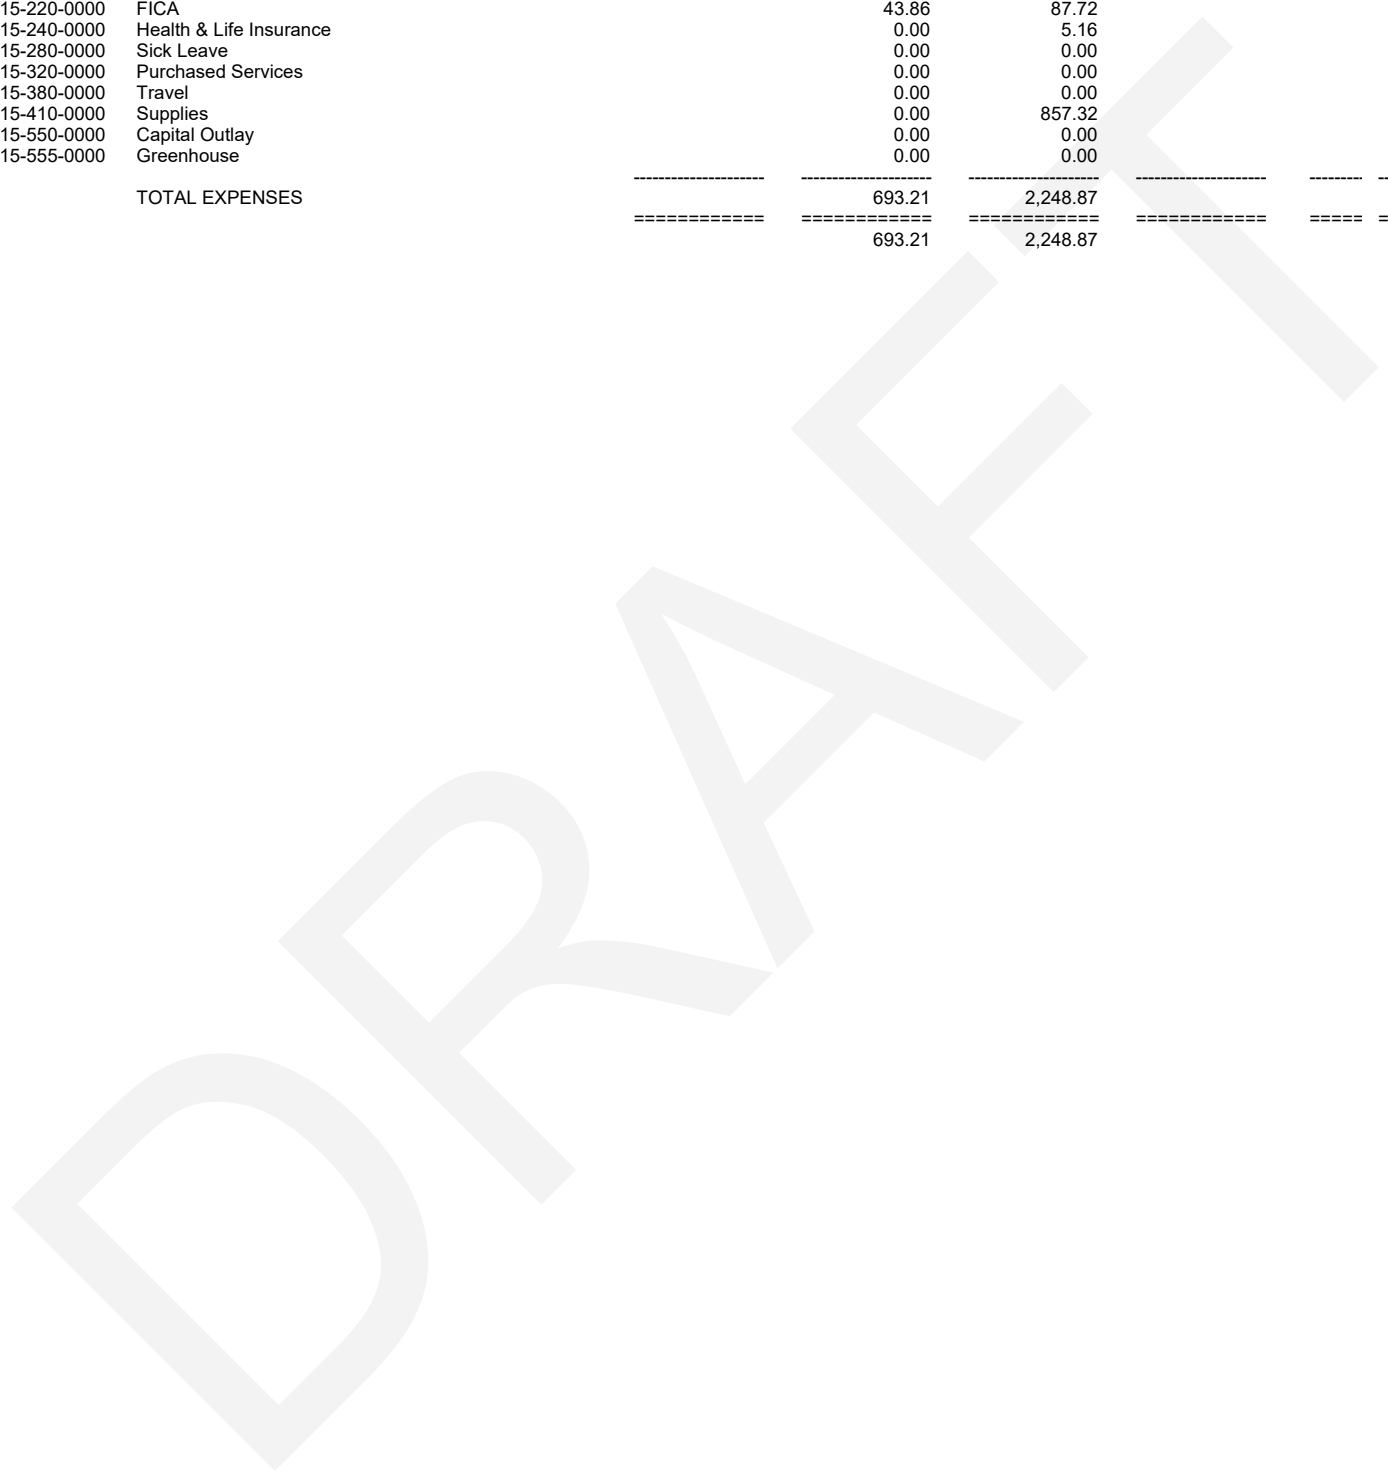 15-220-0000 FICA 43.86 87.72
15-240-0000 Health & Life Insurance 0.00 5.16
15-280-0000 Sick Leave 0.00 0.00
15-320-0000 Purchased Services 0.00 0.00
15-380-0000 Travel 0.00 0.00
15-410-0000 Supplies 0.00 857.32
15-550-0000 Capital Outlay 0.00 0.00
15-555-0000 Greenhouse 0.00 0.00
--------------------- --------------------- --------------------- --------------------- -------- --
TOTAL EXPENSES 693.21 2,248.87
============ ============ ============ ============ ===== =
693.21 2,248.87
DRAFT